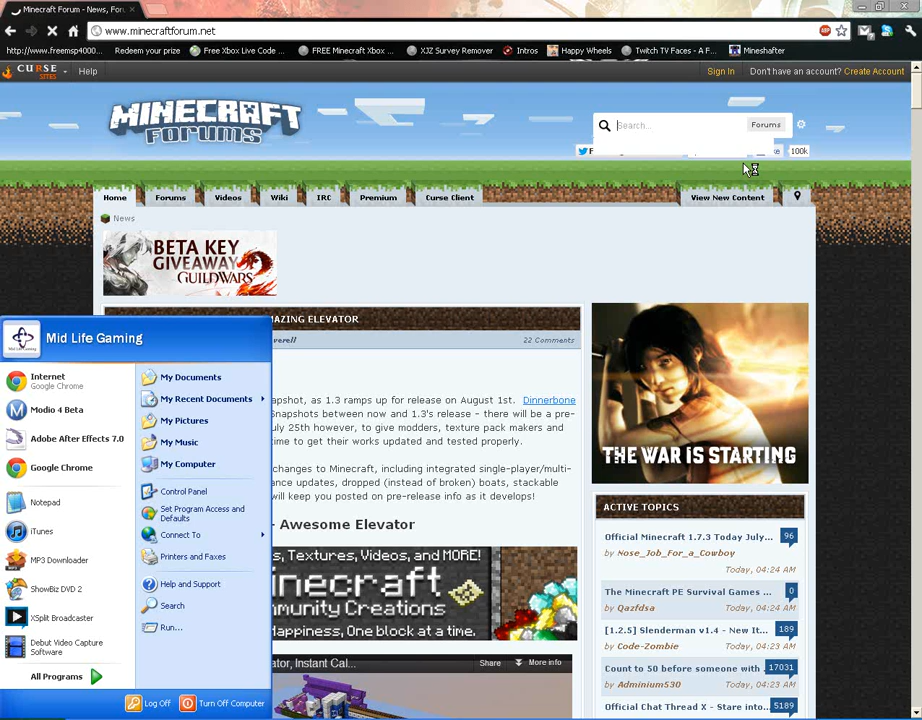 Minecraft Forum - News, For
www.minecraftforum.net
http://www.freemsp4000... Redeem your prize Free Xbox Live Code ... FREE Minecraft Xbox ... XJZ Survey Remover Intros Happy Wheels Twitch TV Faces - A F... Mineshafter
CURSE SITES Help Sign In Don't have an account? Create Account
MINECRAFT
FORUMS
Search... Forums
100k
Home Forums Videos Wiki IRC Premium Curse Client View New Content
News
BETA KEY
GIVEAWAY
GUILDWARS
AZING ELEVATOR
verell 22 Comments
apshot, as 1.3 ramps up for release on August 1st. Dinnerbone
snapshots between now and 1.3's release - there will be a pre-
uly 25th however, to give modders, texture pack makers and
time to get their works updated and tested properly.
changes to Minecraft, including integrated single-player/multi-
ance updates, dropped (instead of broken) boats, stackable
will keep you posted on pre-release info as it develops!
- Awesome Elevator
s, Textures, Videos, and MORE!
necraft
mmunity Creations
Happiness, One block at a time.
ator, Instant Cal... Share More info
THE WAR IS STARTING
ACTIVE TOPICS
Official Minecraft 1.7.3 Today July... 96
by Nose_Job_For_a_Cowboy
Today, 04:24 AM
The Minecraft PE Survival Games ... 0
by Qazfdsa Today, 04:24 AM
[1.2.5] Slenderman v1.4 - New It... 189
by Code-Zombie Today, 04:23 AM
Count to 50 before someone with ... 17031
by Adminium530 Today, 04:23 AM
Official Chat Thread X - Stare into... 5189
Mid Life Gaming
Internet
Google Chrome
Modio 4 Beta
Adobe After Effects 7.0
Google Chrome
Notepad
iTunes
MP3 Downloader
ShowBiz DVD 2
XSplit Broadcaster
Debut Video Capture
Software
All Programs
My Documents
My Recent Documents
My Pictures
My Music
My Computer
Control Panel
Set Program Access and
Defaults
Connect To
Printers and Faxes
Help and Support
Search
Run...
Log Off Turn Off Computer